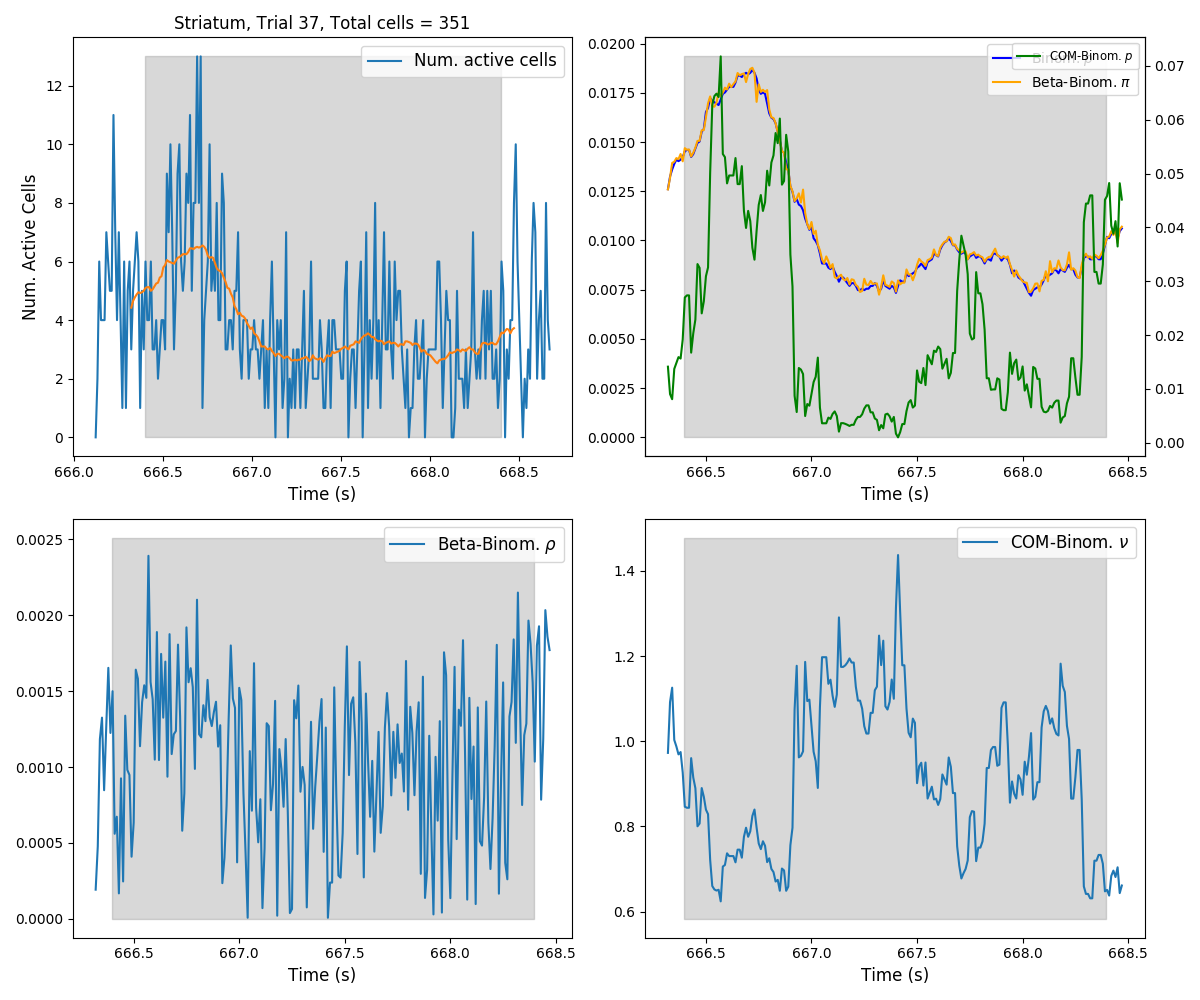 Striatum, Trial 37, Total cells = 351
Num. active cells
Num. Active Cells
12
10
8
6
4
2
0
666.0 666.5 667.0 667.5 668.0 668.5
Time (s)
COM-Binom. p
Beta-Binom. π
0.0200
0.0175
0.0150
0.0125
0.0100
0.0075
0.0050
0.0025
0.0000
0.07
0.06
0.05
0.04
0.03
0.02
0.01
0.00
666.5 667.0 667.5 668.0 668.5
Time (s)
Beta-Binom. ρ
0.0025
0.0020
0.0015
0.0010
0.0005
0.0000
666.5 667.0 667.5 668.0 668.5
Time (s)
COM-Binom. ν
1.4
1.2
1.0
0.8
0.6
666.5 667.0 667.5 668.0 668.5
Time (s)